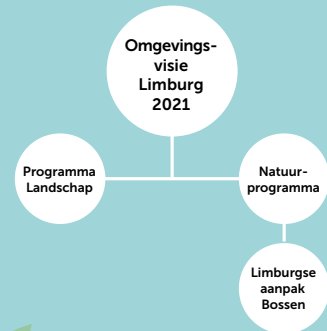 Omgevings-
visie
Limburg
2021
Programma
Landschap
Natuur-
programma
Limburgse
aanpak
Bossen